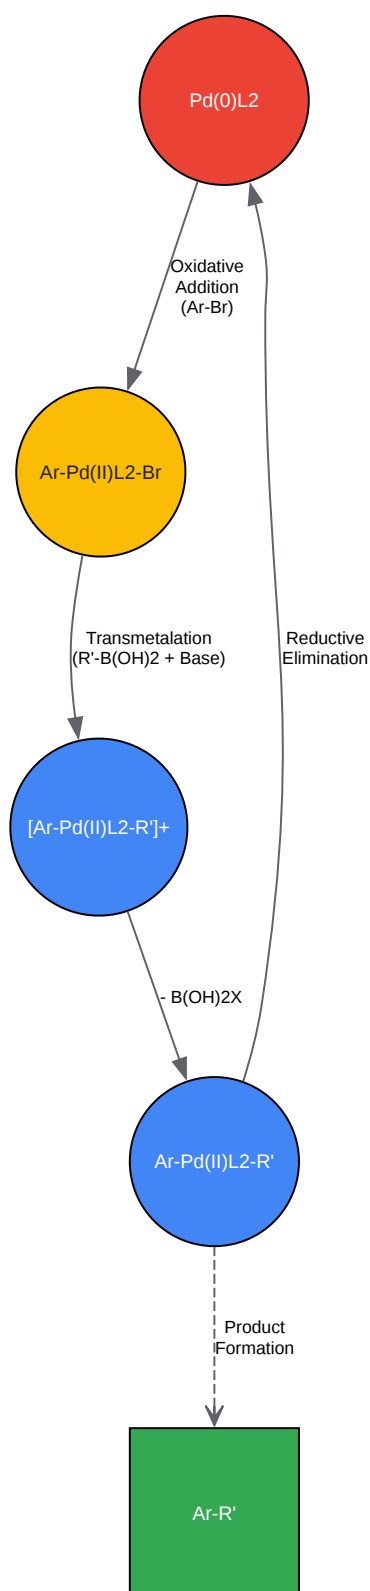 Pd(0)L2
Oxidative
Addition
(Ar-Br)
Ar-Pd(II)L2-Br
Transmetalation
(R'-B(OH)2 + Base)
Reductive
Elimination
[Ar-Pd(II)L2-R']+
- B(OH)2X
Ar-Pd(II)L2-R'
Product
Formation
Ar-R'